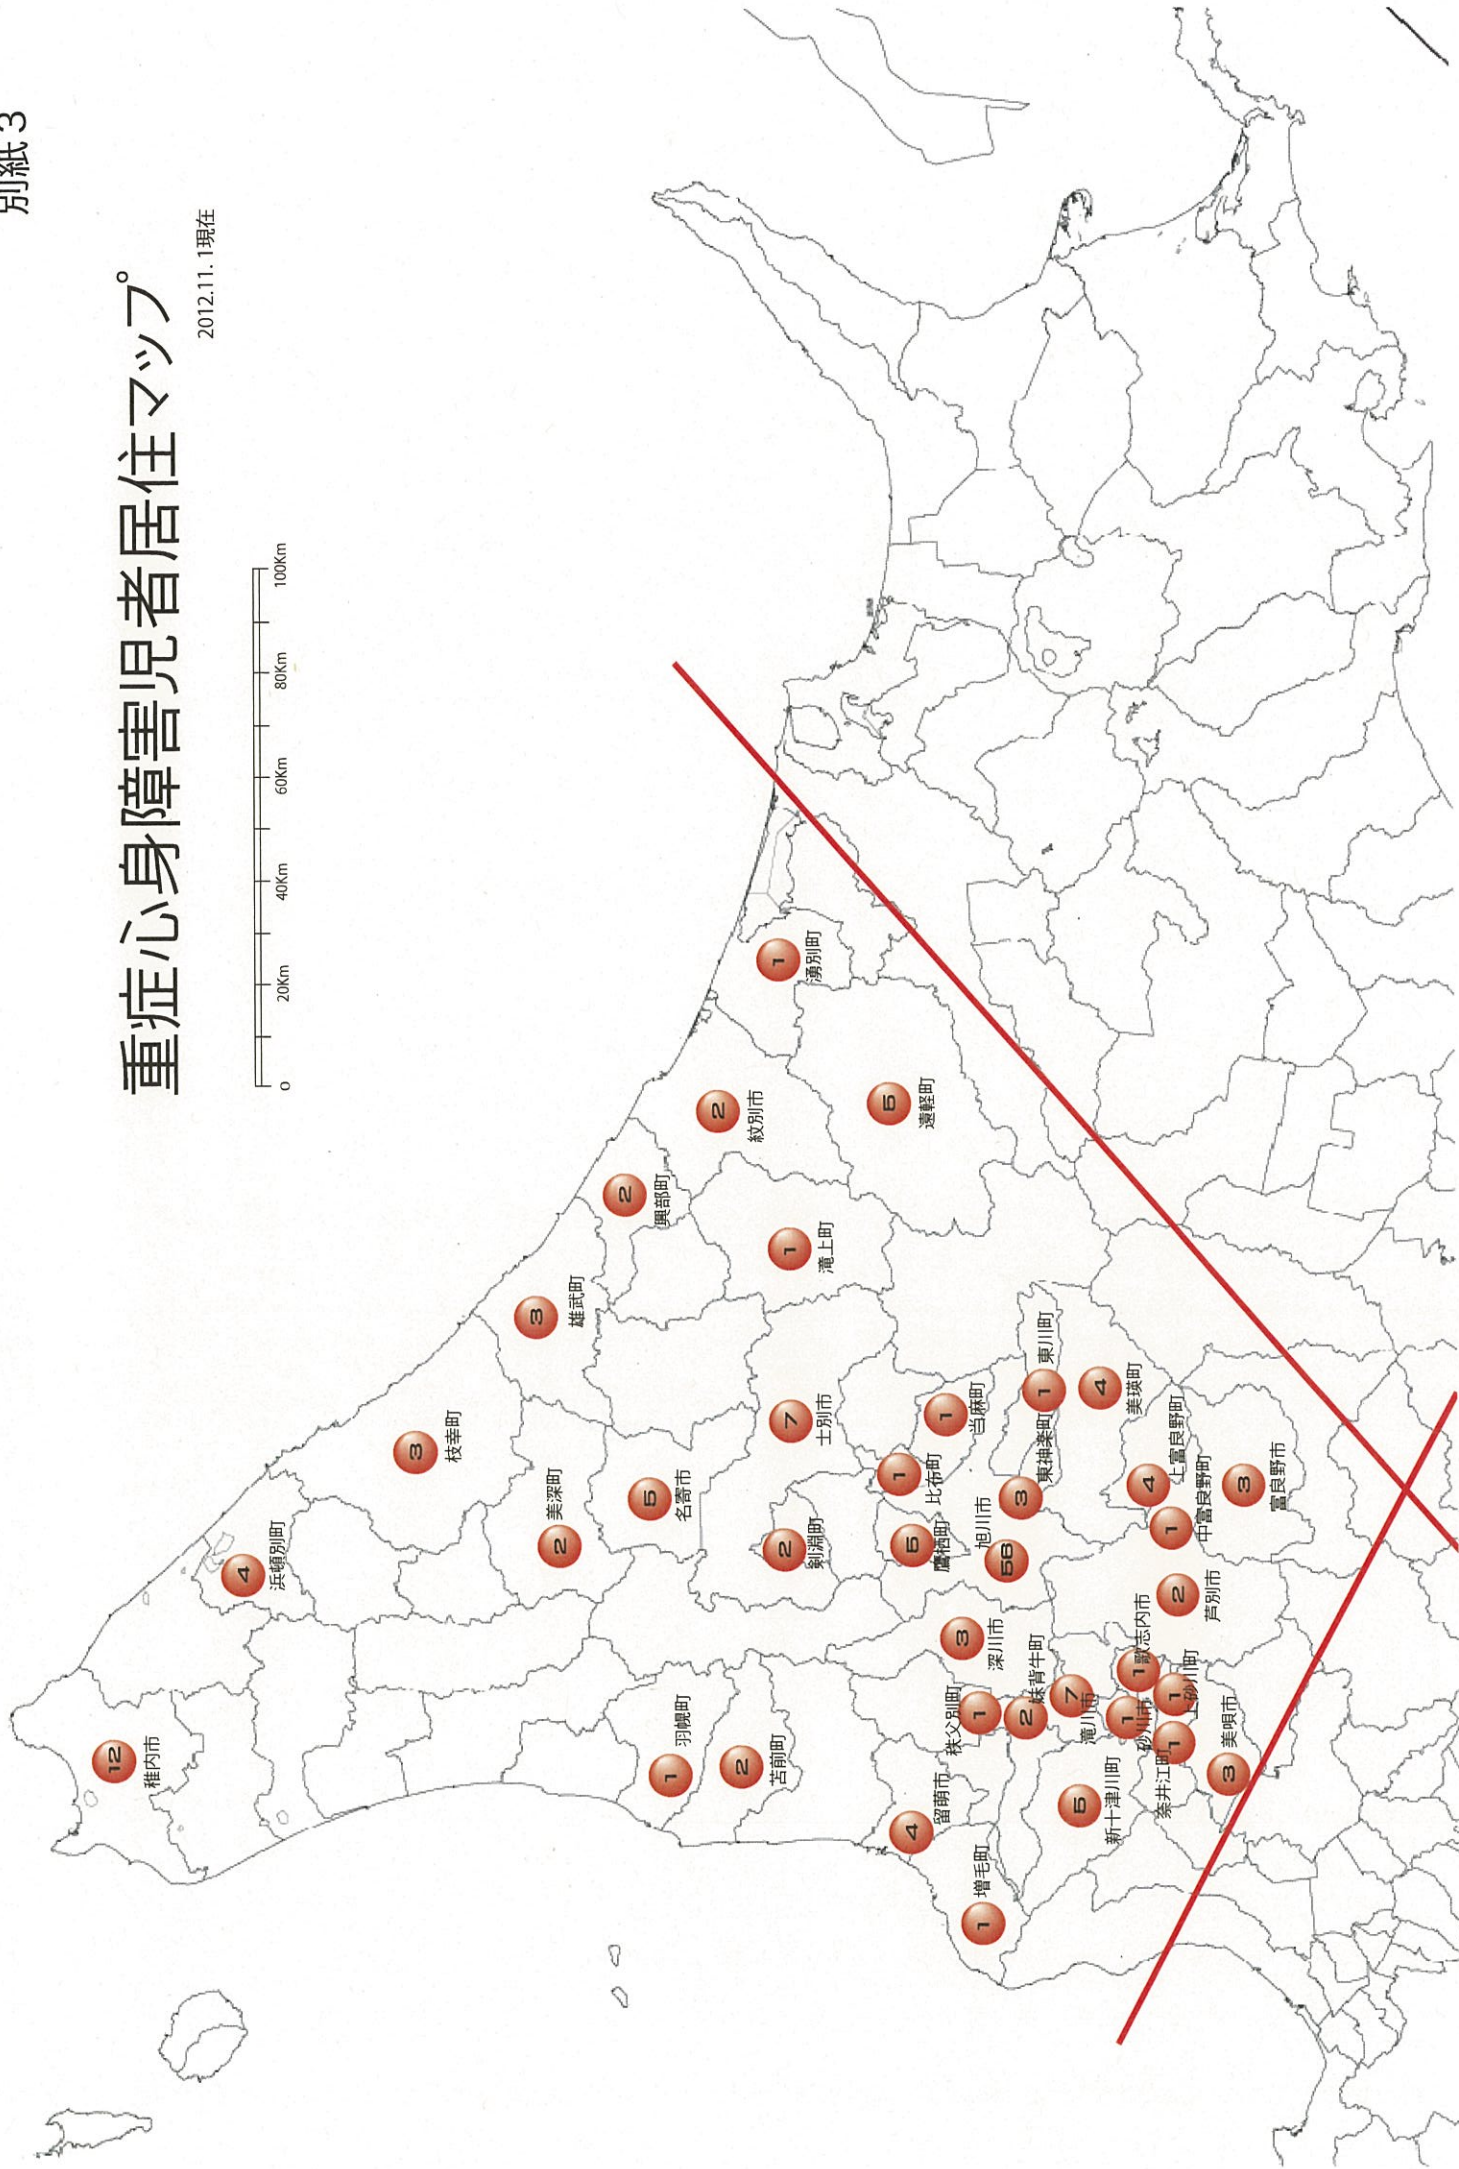 別紙3
重症心身障害児者居住マップ
2012.11.1現在
0 20Km 40Km 60Km 80Km 100Km
12
稚内市
4
浜頓別町
3
枝幸町
3
雄武町
2
興部町
2
紋別市
1
湧別町
5
遠軽町
1
滝上町
2
美深町
5
名寄市
7
士別市
2
剣淵町
1
羽幌町
2
苫前町
4
留萌市
1
増毛町
5
鷹栖町
1
比布町
1
当麻町
58
旭川市
3
東神楽町
1
東川町
4
美瑛町
4
上富良野町
1
中富良野町
3
富良野市
2
芦別市
3
深川市
1
秩父別町
2
妹背牛町
7
滝川市
1
歌志内市
1
砂川市
1
上砂川町
1
奈井江町
5
新十津川町
3
美唄市